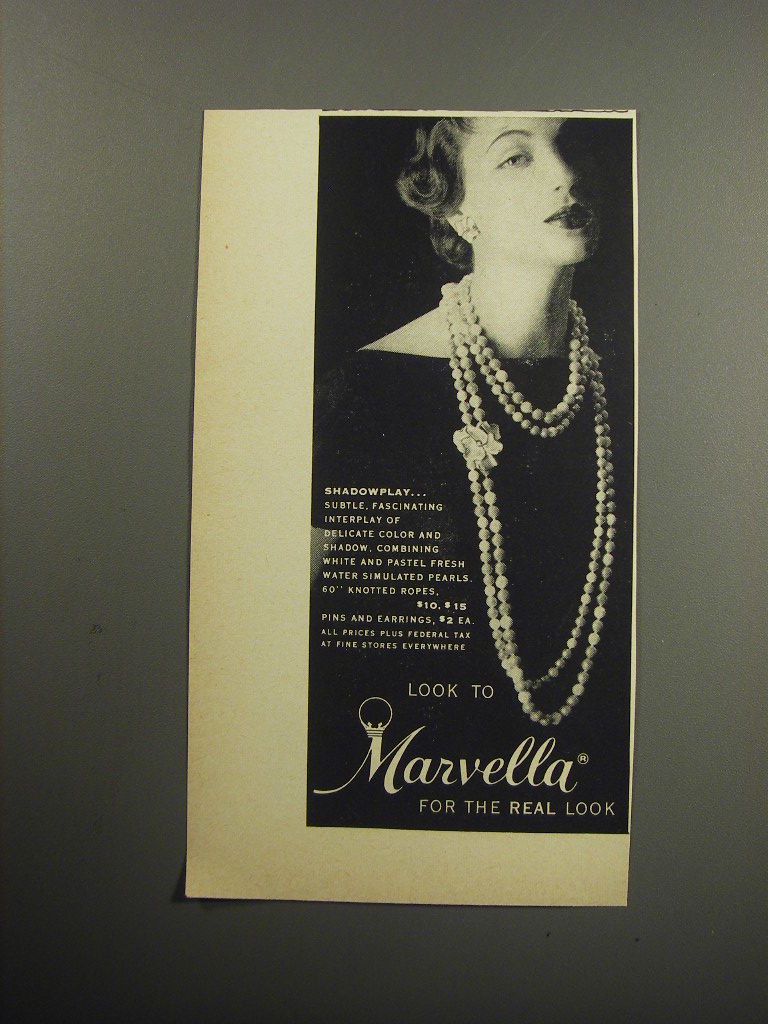 SHADOWPLAY...
SUBTLE, FASCINATING
INTERPLAY OF
DELICATE COLOR AND
SHADOW, COMBINING
WHITE AND PASTEL FRESH
WATER SIMULATED PEARLS.
60" KNOTTED ROPES,
$10, $15
PINS AND EARRINGS, $2 EA.
ALL PRICES PLUS FEDERAL TAX
AT FINE STORES EVERYWHERE
LOOK TO
Marvella®
FOR THE REAL LOOK